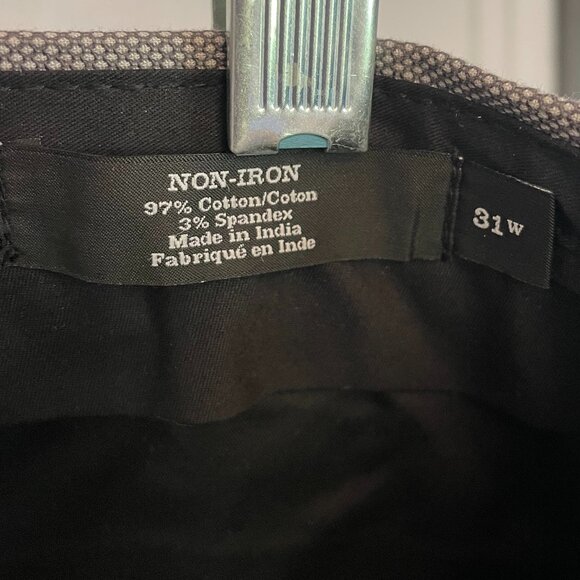 NON-IRON
97% Cotton/Coton
3% Spandex
Made in India
Fabriqué en Inde
31W